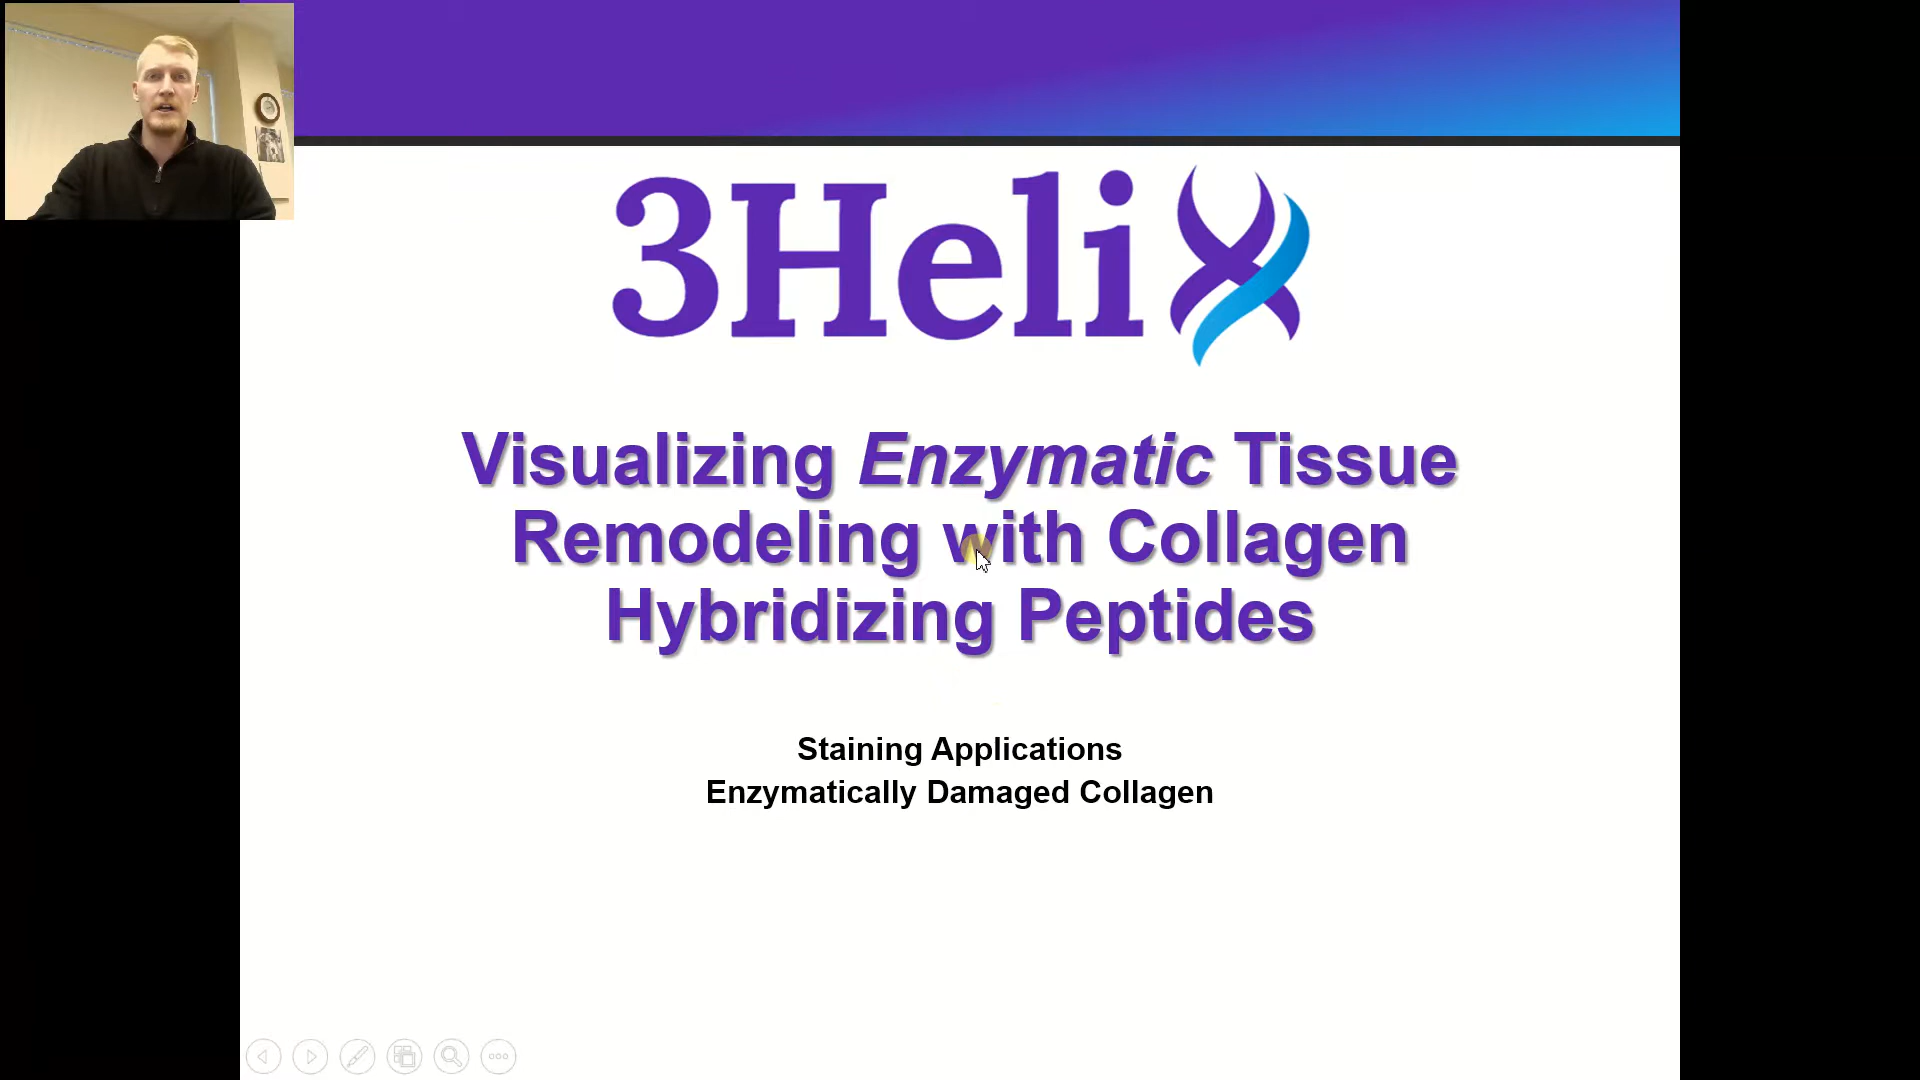 3Helix
Visualizing Enzymatic Tissue
Remodeling with Collagen
Hybridizing Peptides
Staining Applications
Enzymatically Damaged Collagen